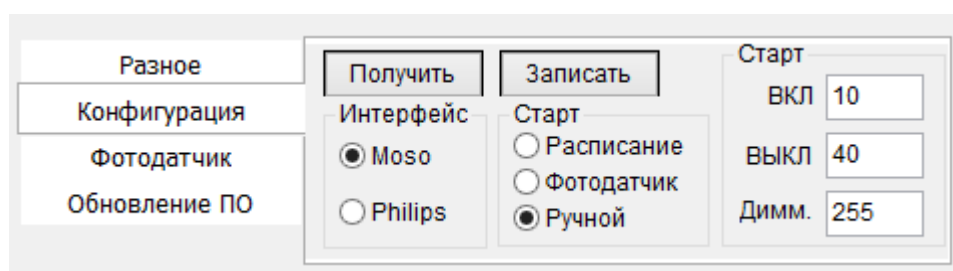 Разное
Конфигурация
Фотодатчик
Обновление ПО
Получить
Записать
Интерфейс
Moso
Philips
Старт
Расписание
Фотодатчик
Ручной
Старт
ВКЛ 10
ВЫКЛ 40
Димм. 255